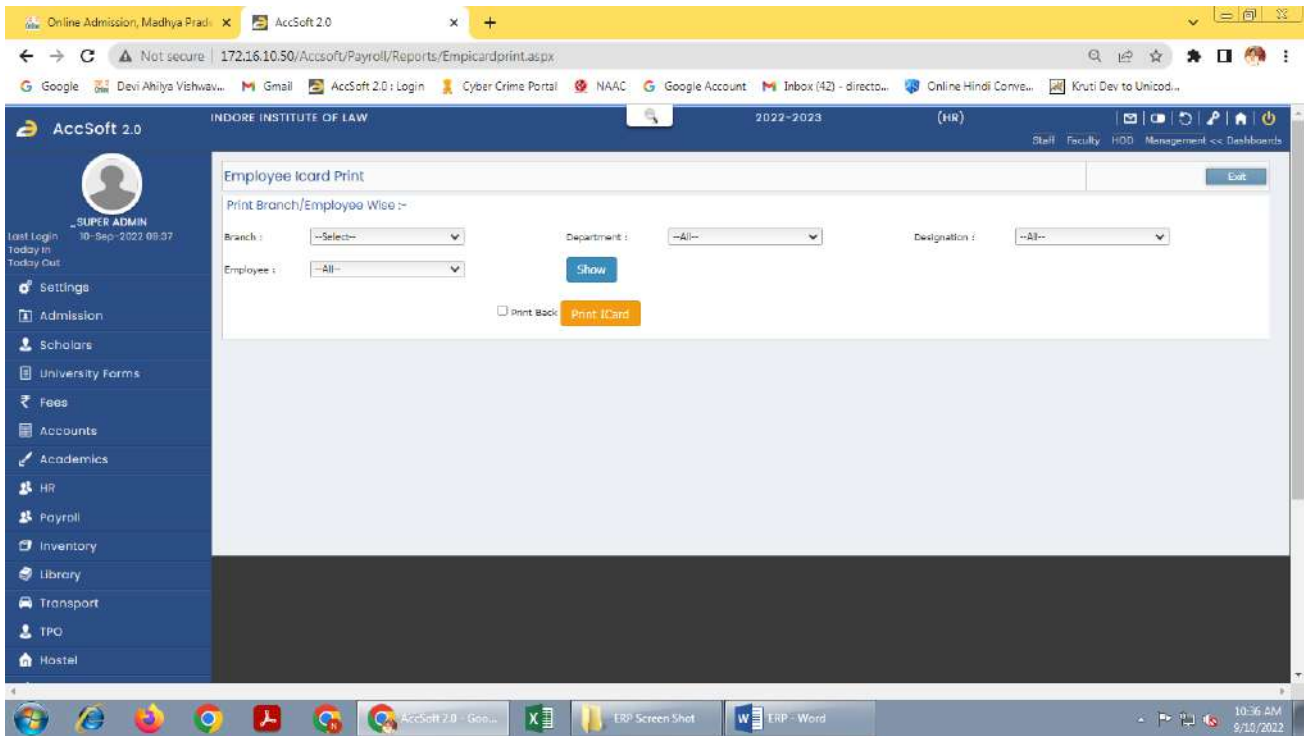 Online Admission, Madhya Prade
AccSoft 2.0
Not secure | 172.16.10.50/Accsoft/Payroll/Reports/Empicardprint.aspx
Google Devi Ahilya Vishwav... Gmail AccSoft 2.0 : Login Cyber Crime Portal NAAC Google Account Inbox (42) - directo... Online Hindi Conve... Kruti Dev to Unicod...
AccSoft 2.0
INDORE INSTITUTE OF LAW 2022-2023 (HR)
Staff Faculty HOD Management << Dashboards
_SUPER ADMIN
Last Login 10-Sep-2022 09:37
Today In
Today Out
Settings
Admission
Scholars
University Forms
Fees
Accounts
Academics
HR
Payroll
Inventory
Library
Transport
TPO
Hostel
Employee Icard Print Exit
Print Branch/Employee Wise :-
Branch : --Select-- Department : --All-- Designation : --All--
Employee : --All-- Show
Print Back Print ICard
AccSoft 2.0 - Goo... ERP Screen Shot ERP - Word
10:36 AM
9/10/2022